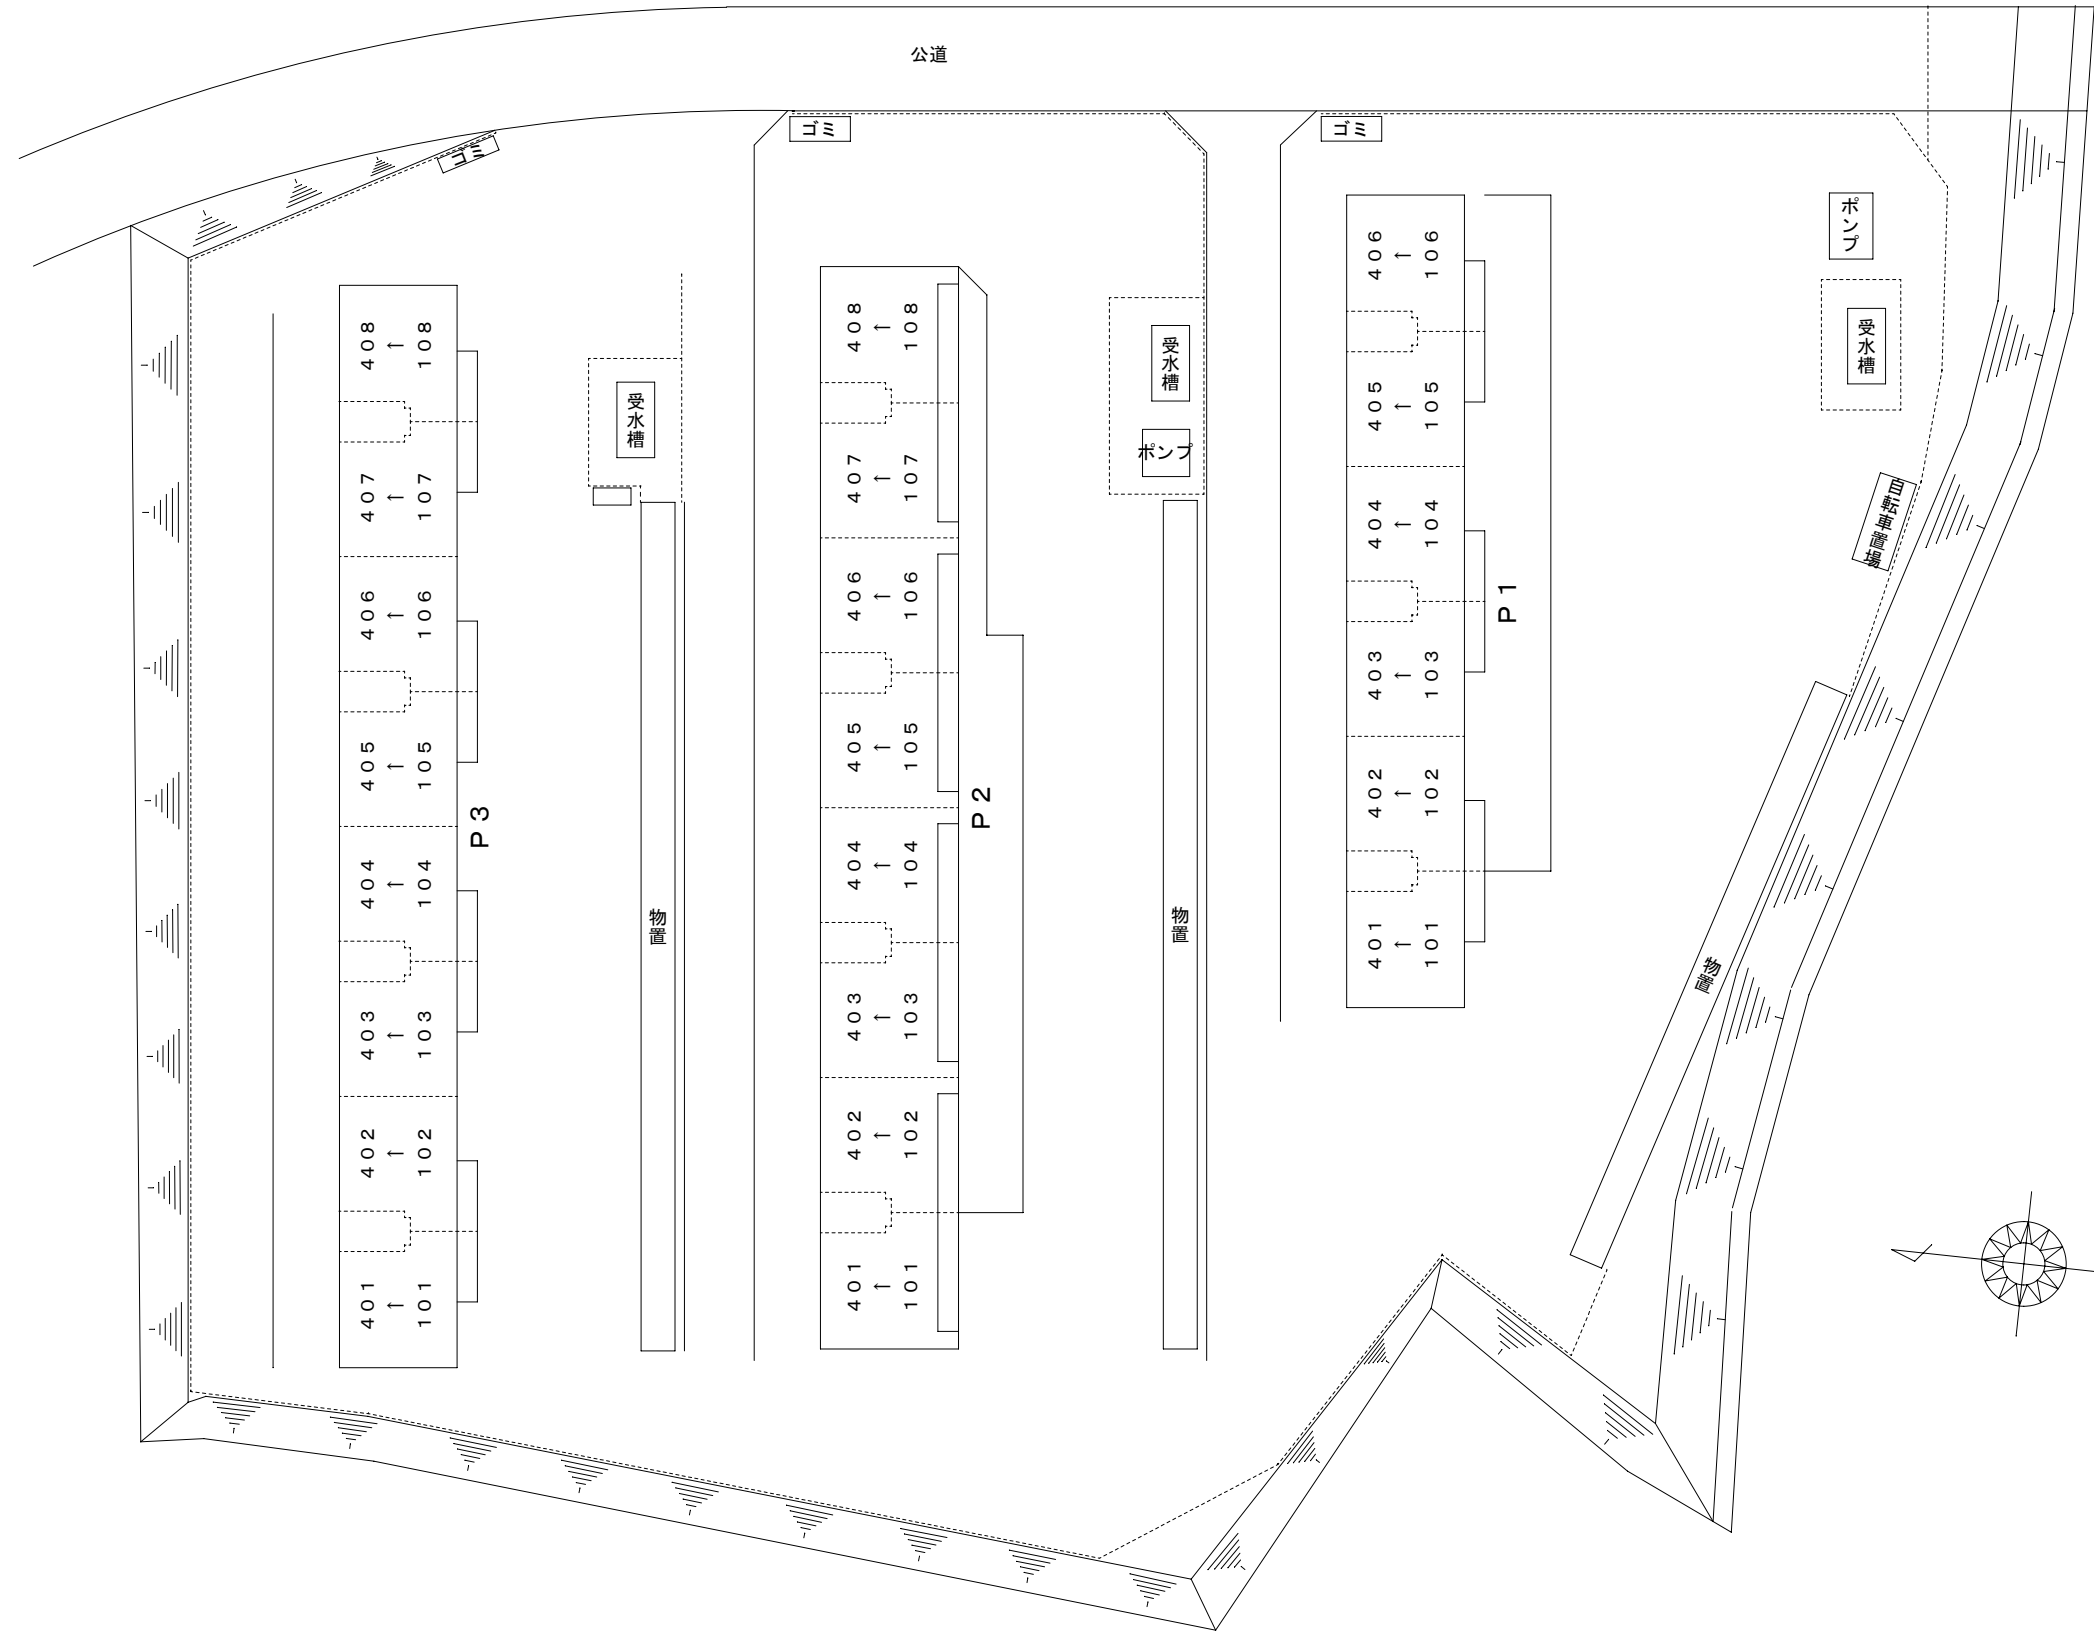 公道
ゴミ
ゴミ
ゴミ
ポンプ
受水槽
自転車置場
物置
P1
406 ← 106
405 ← 105
404 ← 104
403 ← 103
402 ← 102
401 ← 101
受水槽
ポンプ
物置
P2
408 ← 108
407 ← 107
406 ← 106
405 ← 105
404 ← 104
403 ← 103
402 ← 102
401 ← 101
受水槽
物置
P3
408 ← 108
407 ← 107
406 ← 106
405 ← 105
404 ← 104
403 ← 103
402 ← 102
401 ← 101